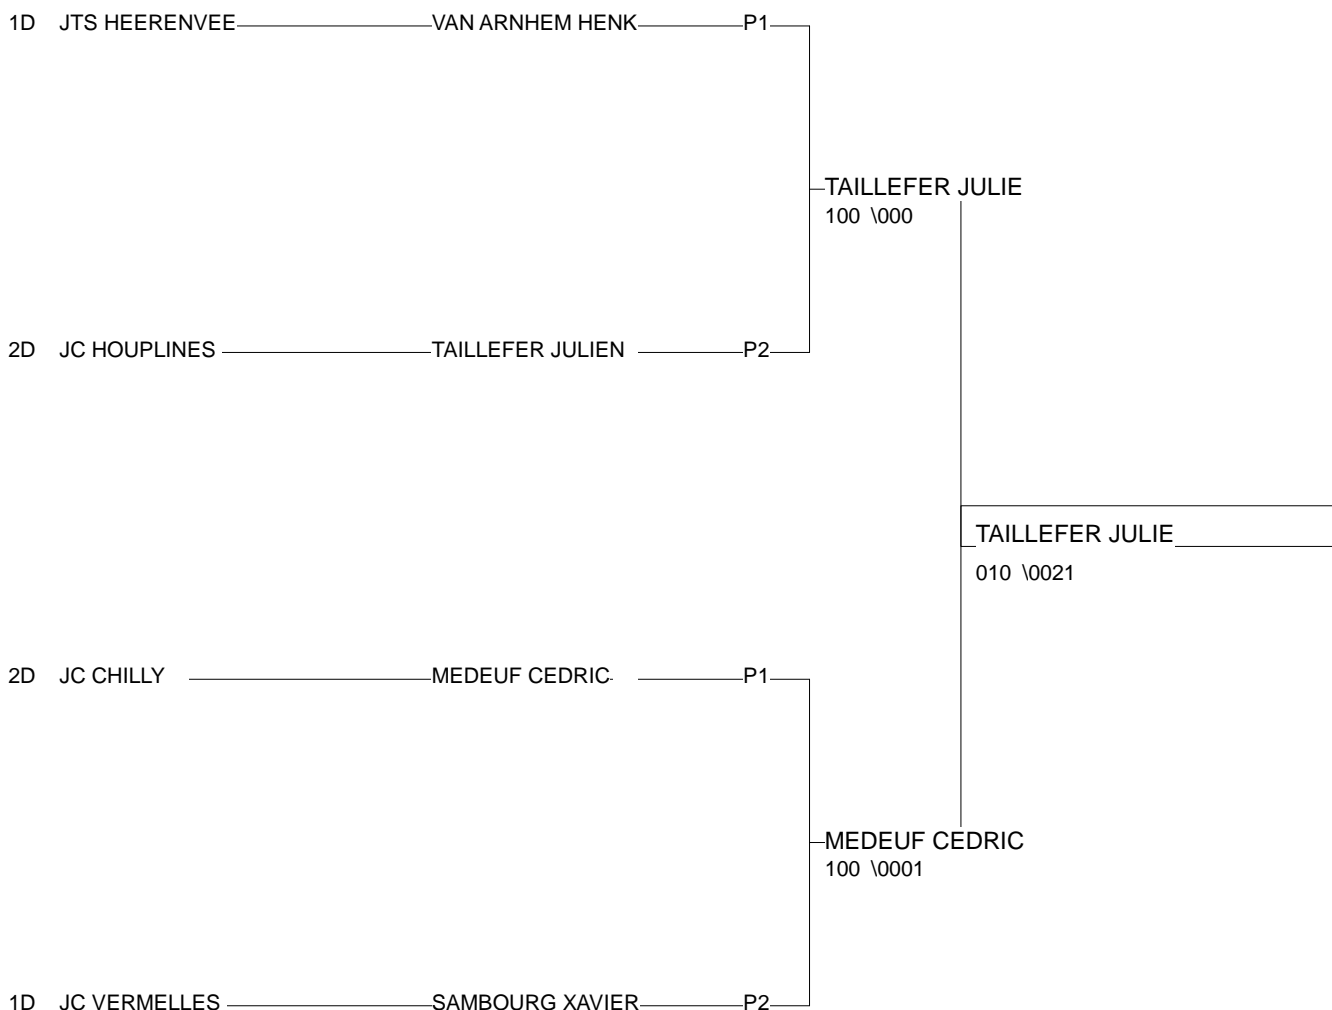 1D JTS HEERENVEE VAN ARNHEM HENK P1
TAILLEFER JULIE
100 \000
2D JC HOUPLINES TAILLEFER JULIEN P2
TAILLEFER JULIE
010 \0021
2D JC CHILLY MEDEUF CEDRIC P1
MEDEUF CEDRIC
100 \0001
1D JC VERMELLES SAMBOURG XAVIER P2